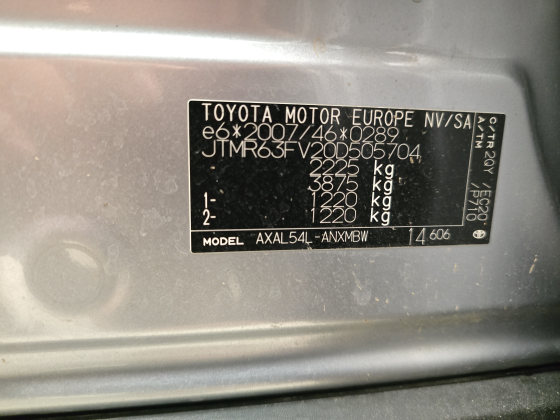 TOYOTA MOTOR EUROPE NV/SA
e6*2007/46*0289
JTMR63FV20D505704
- 2225 kg
3875 kg
1- 1220 kg
2- 1220 kg
MODEL AXAL54L-ANXMBW 14 606
C/TR 2QY /EC20
A/TM /P710